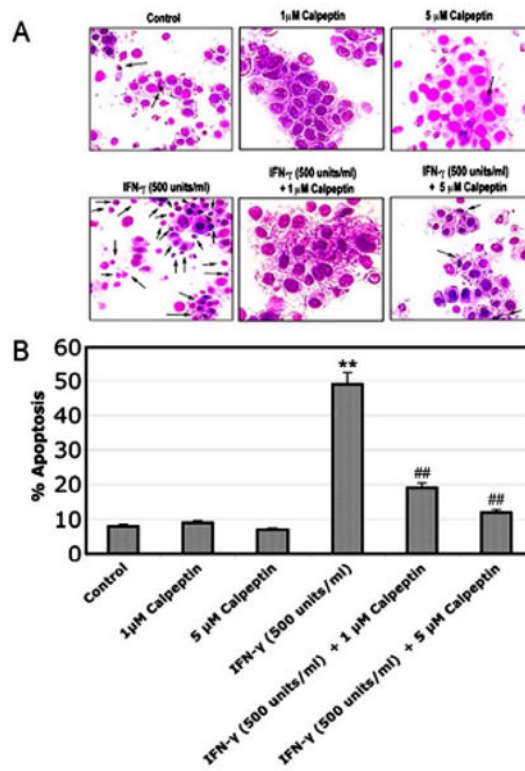 A
Control
1μM Calpeptin
5 μM Calpeptin
IFN-γ (500 units/ml)
IFN-γ (500 units/ml)
+ 1μM Calpeptin
IFN-γ (500 units/ml)
+ 5 μM Calpeptin
B
% Apoptosis
60
50
40
30
20
10
0
**
##
##
Control
1μM Calpeptin
5 μM Calpeptin
IFN-γ (500 units/ml)
IFN-γ (500 units/ml) + 1 μM Calpeptin
IFN-γ (500 units/ml) + 5 μM Calpeptin